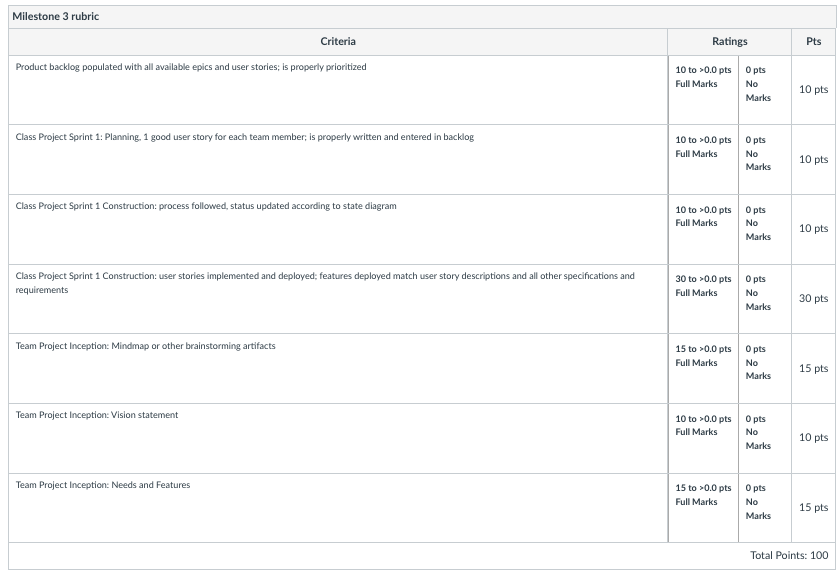 Milestone 3 rubric
Criteria Ratings Pts
Product backlog populated with all available epics and user stories; is properly prioritized
10 to >0.0 pts
Full Marks
0 pts
No
Marks
10 pts
Class Project Sprint 1: Planning, 1 good user story for each team member; is properly written and entered in backlog
10 to >0.0 pts
Full Marks
0 pts
No
Marks
10 pts
Class Project Sprint 1 Construction: process followed, status updated according to state diagram
10 to >0.0 pts
Full Marks
0 pts
No
Marks
10 pts
Class Project Sprint 1 Construction: user stories implemented and deployed; features deployed match user story descriptions and all other specifications and
requirements
30 to >0.0 pts
Full Marks
0 pts
No
Marks
30 pts
Team Project Inception: Mindmap or other brainstorming artifacts
15 to >0.0 pts
Full Marks
0 pts
No
Marks
15 pts
Team Project Inception: Vision statement
10 to >0.0 pts
Full Marks
0 pts
No
Marks
10 pts
Team Project Inception: Needs and Features
15 to >0.0 pts
Full Marks
0 pts
No
Marks
15 pts
Total Points: 100